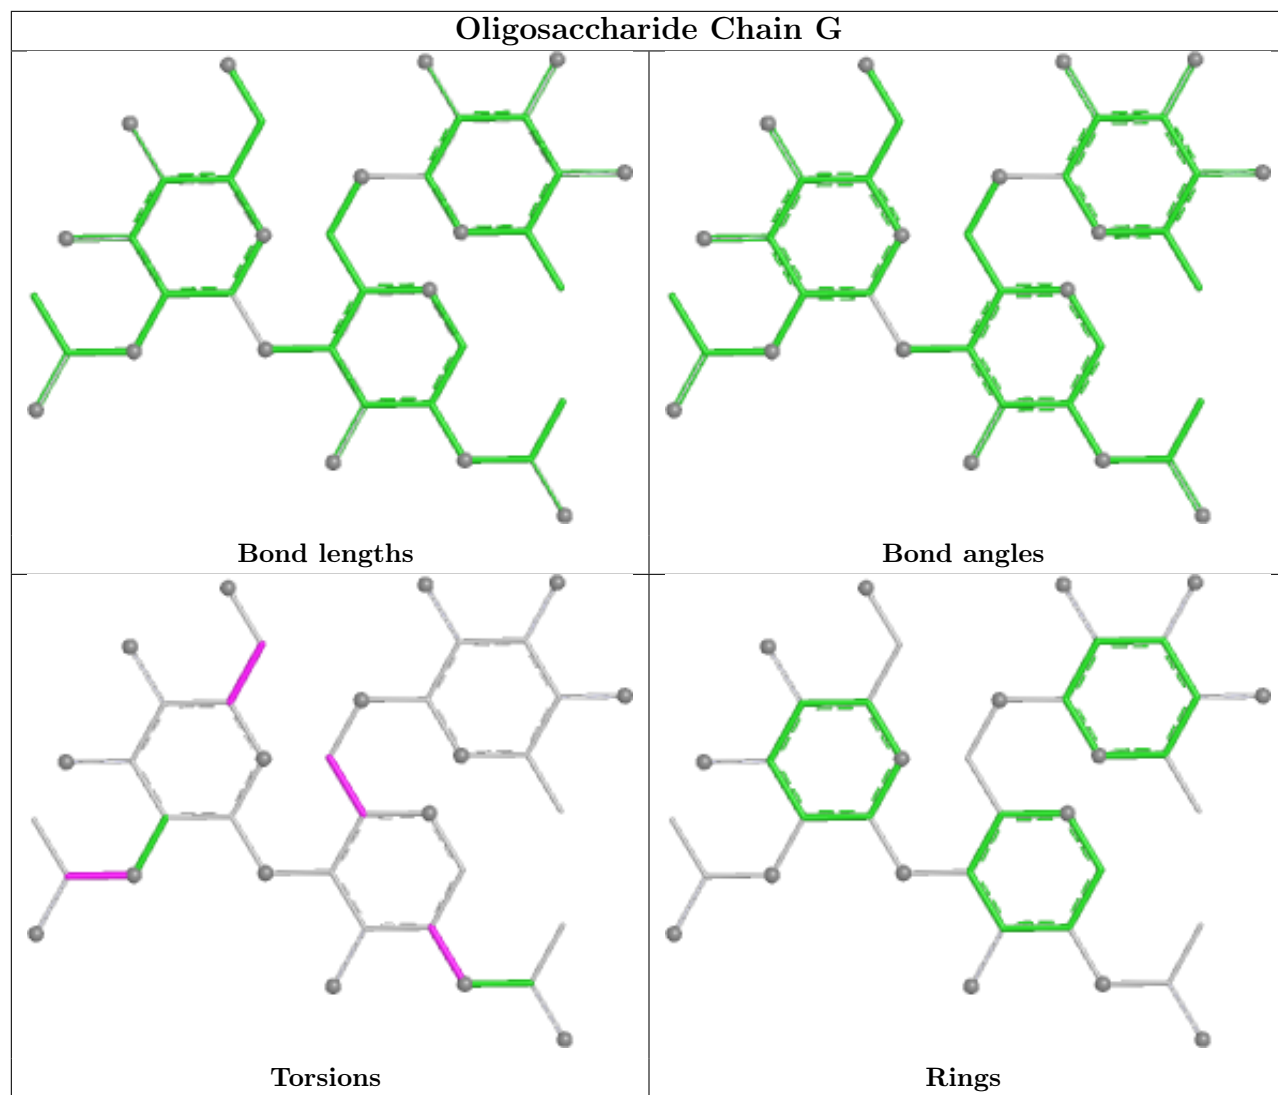 Oligosaccharide Chain G
Bond lengths
Bond angles
Torsions
Rings